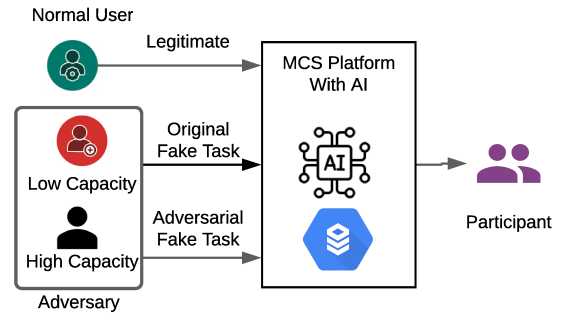 Normal User
Legitimate
MCS Platform
With AI
Original
Fake Task
Low Capacity
AI
Adversarial
Fake Task
High Capacity
Participant
Adversary